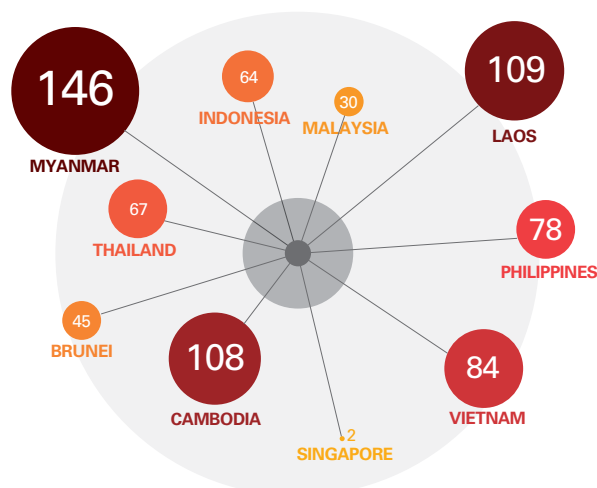 146
MYANMAR
64
INDONESIA
30
MALAYSIA
109
LAOS
67
THAILAND
78
PHILIPPINES
45
BRUNEI
108
CAMBODIA
84
VIETNAM
2
SINGAPORE